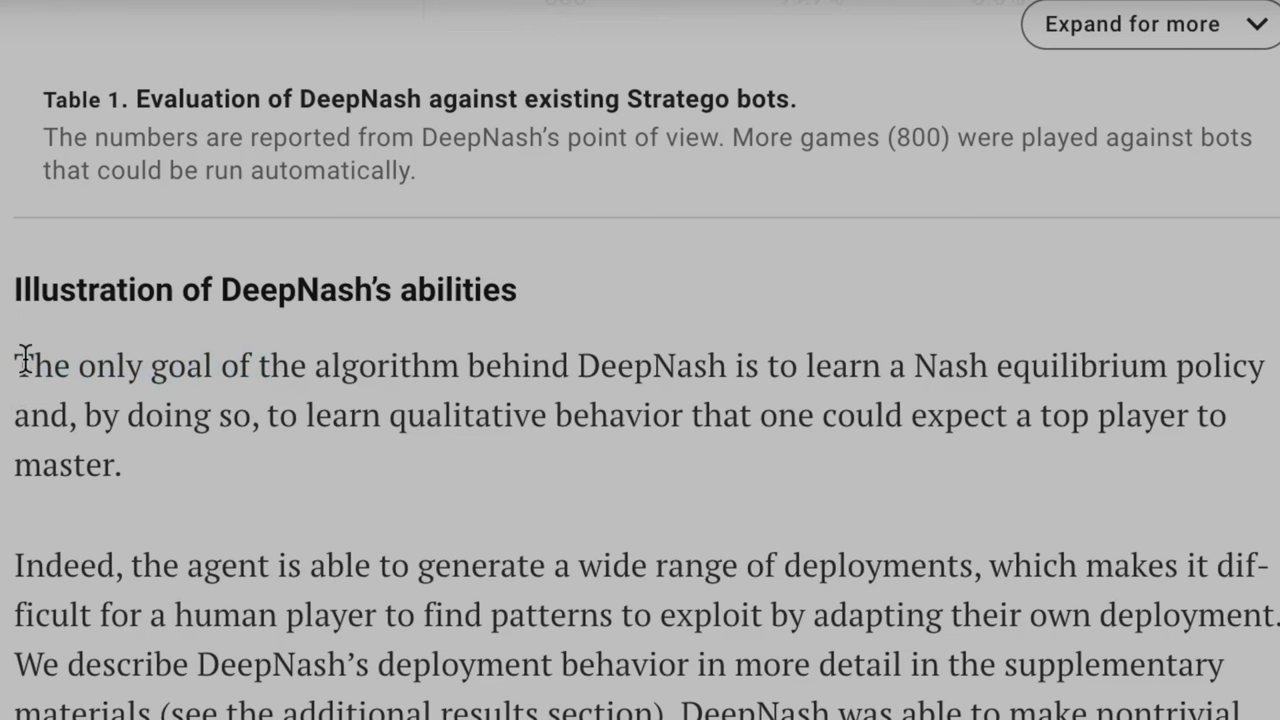 Expand for more
Table 1. Evaluation of DeepNash against existing Stratego bots.
The numbers are reported from DeepNash’s point of view. More games (800) were played against bots
that could be run automatically.
Illustration of DeepNash’s abilities
The only goal of the algorithm behind DeepNash is to learn a Nash equilibrium policy
and, by doing so, to learn qualitative behavior that one could expect a top player to
master.
Indeed, the agent is able to generate a wide range of deployments, which makes it dif-
ficult for a human player to find patterns to exploit by adapting their own deployment.
We describe DeepNash’s deployment behavior in more detail in the supplementary
materials (see the additional results section). DeepNash was able to make nontrivial